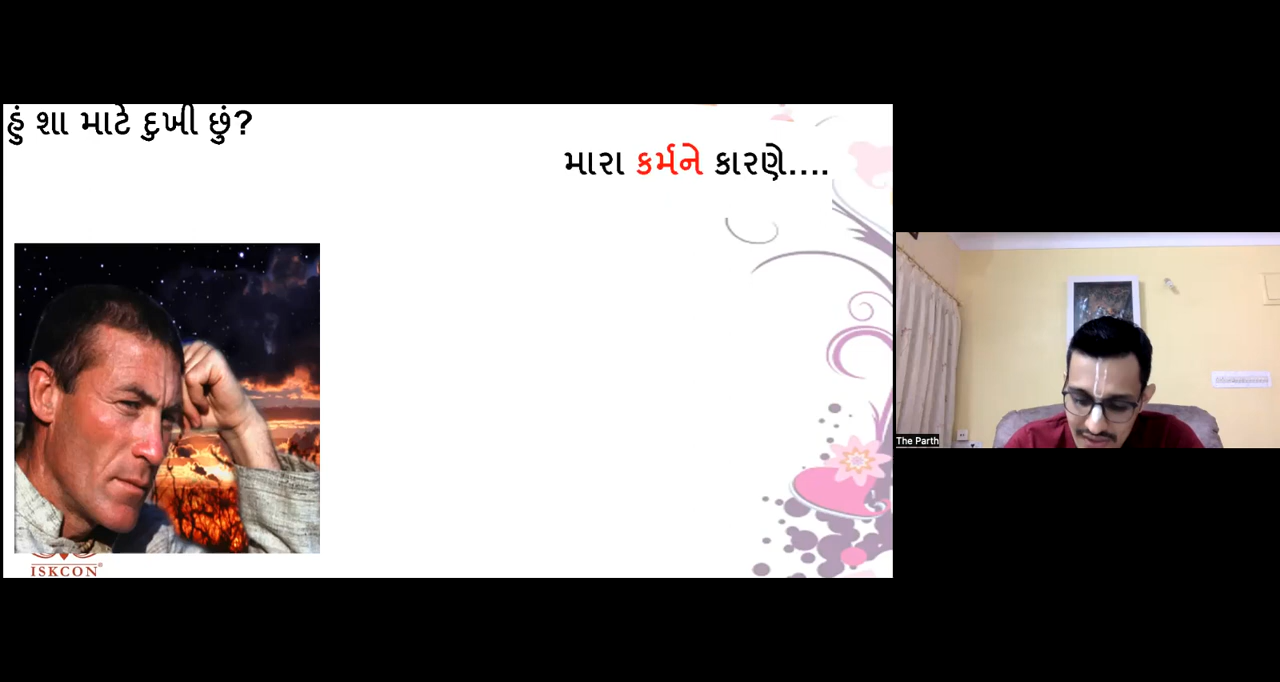 હું શા માટે દુખી છું?
મારા કર્મને કારણે....
ISKCON®
The Parth